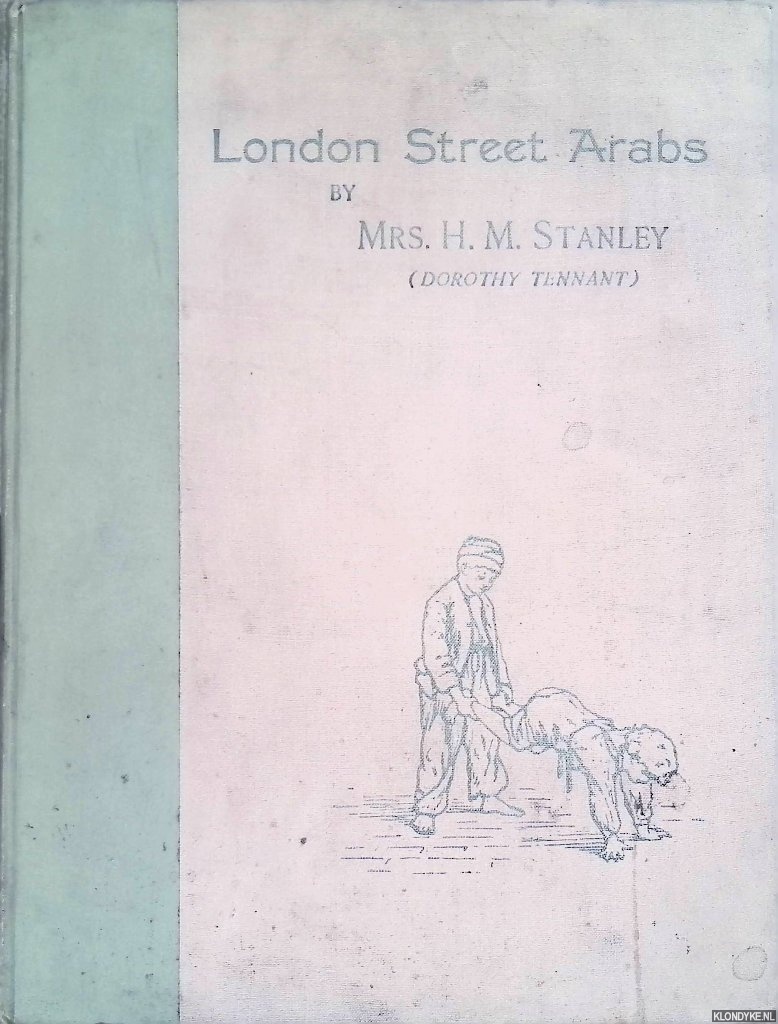 London Street Arabs
BY
MRS. H. M. STANLEY
(DOROTHY TENNANT)
KLONDYKE.NL